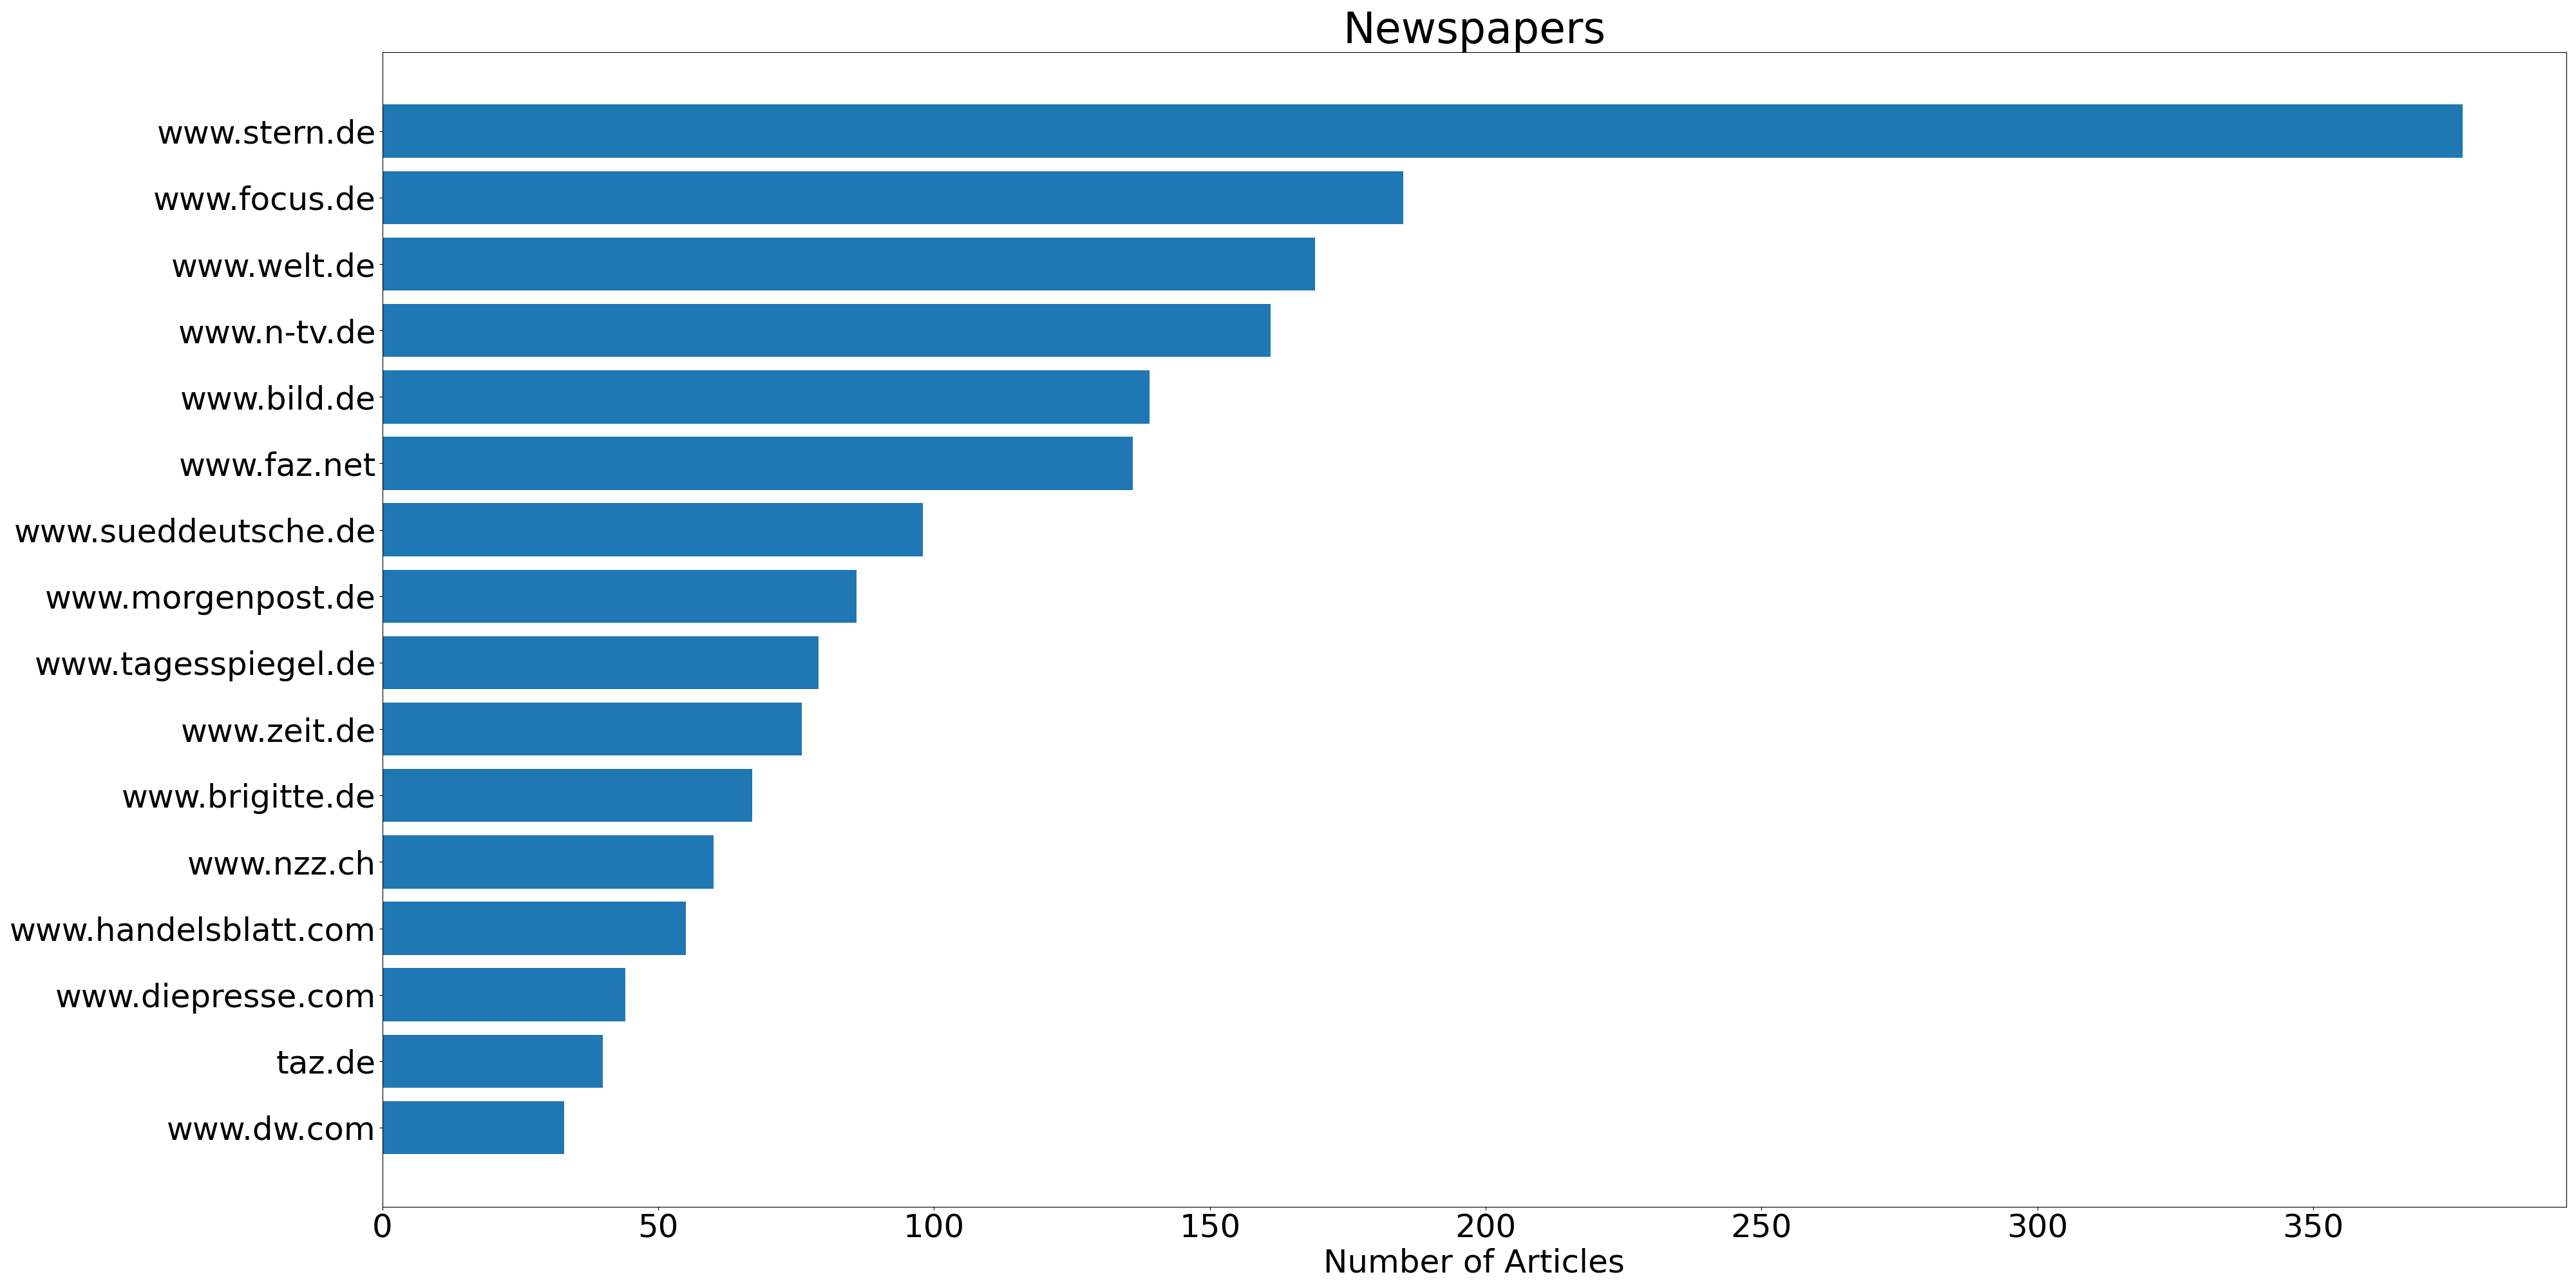 Newspapers
www.stern.de
www.focus.de
www.welt.de
www.n-tv.de
www.bild.de
www.faz.net
www.sueddeutsche.de
www.morgenpost.de
www.tagesspiegel.de
www.zeit.de
www.brigitte.de
www.nzz.ch
www.handelsblatt.com
www.diepresse.com
taz.de
www.dw.com
0 50 100 150 200 250 300 350
Number of Articles